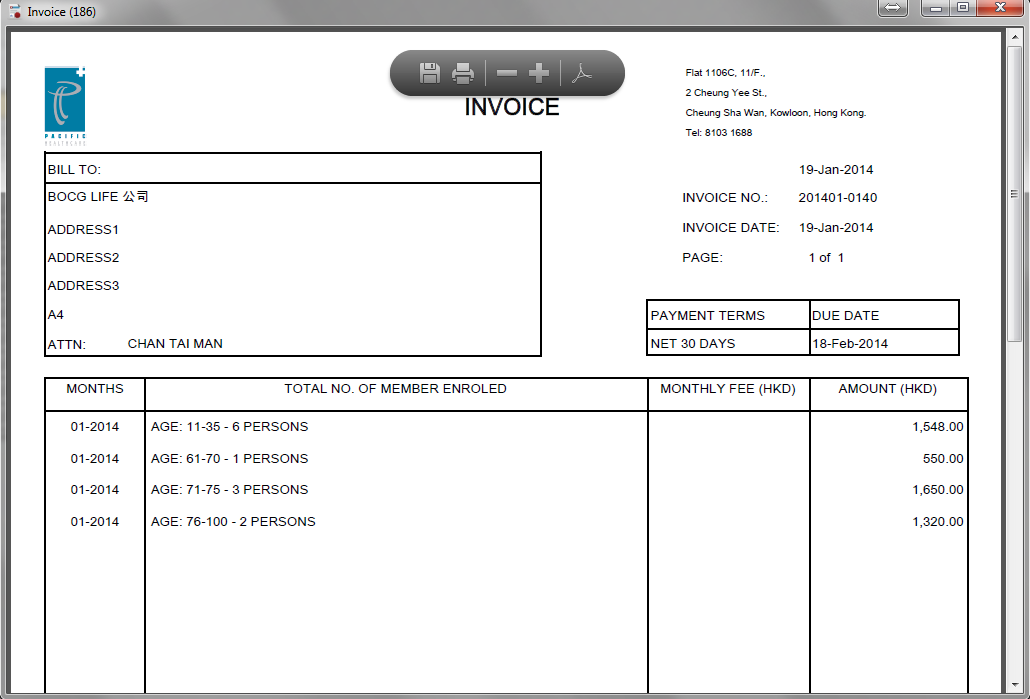 Invoice (186)
PACIFIC
HEALTHCARE
INVOICE
Flat 1106C, 11/F.,
2 Cheung Yee St.,
Cheung Sha Wan, Kowloon, Hong Kong.
Tel: 8103 1688
BILL TO:
BOCG LIFE 公司
ADDRESS1
ADDRESS2
ADDRESS3
A4
ATTN: CHAN TAI MAN
19-Jan-2014
INVOICE NO.: 201401-0140
INVOICE DATE: 19-Jan-2014
PAGE: 1 of 1
PAYMENT TERMS DUE DATE
NET 30 DAYS 18-Feb-2014
MONTHS TOTAL NO. OF MEMBER ENROLED MONTHLY FEE (HKD) AMOUNT (HKD)
01-2014 AGE: 11-35 - 6 PERSONS 1,548.00
01-2014 AGE: 61-70 - 1 PERSONS 550.00
01-2014 AGE: 71-75 - 3 PERSONS 1,650.00
01-2014 AGE: 76-100 - 2 PERSONS 1,320.00